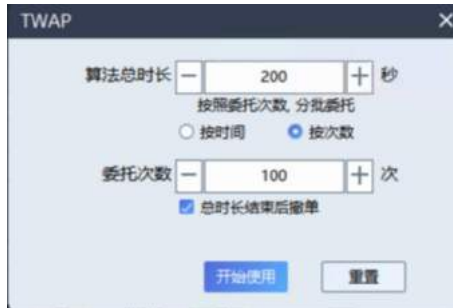 TWAP
算法总时长 200 秒
按照委托次数, 分批委托
按时间 按次数
委托次数 100 次
总时长结束后撤单
开始使用 重置